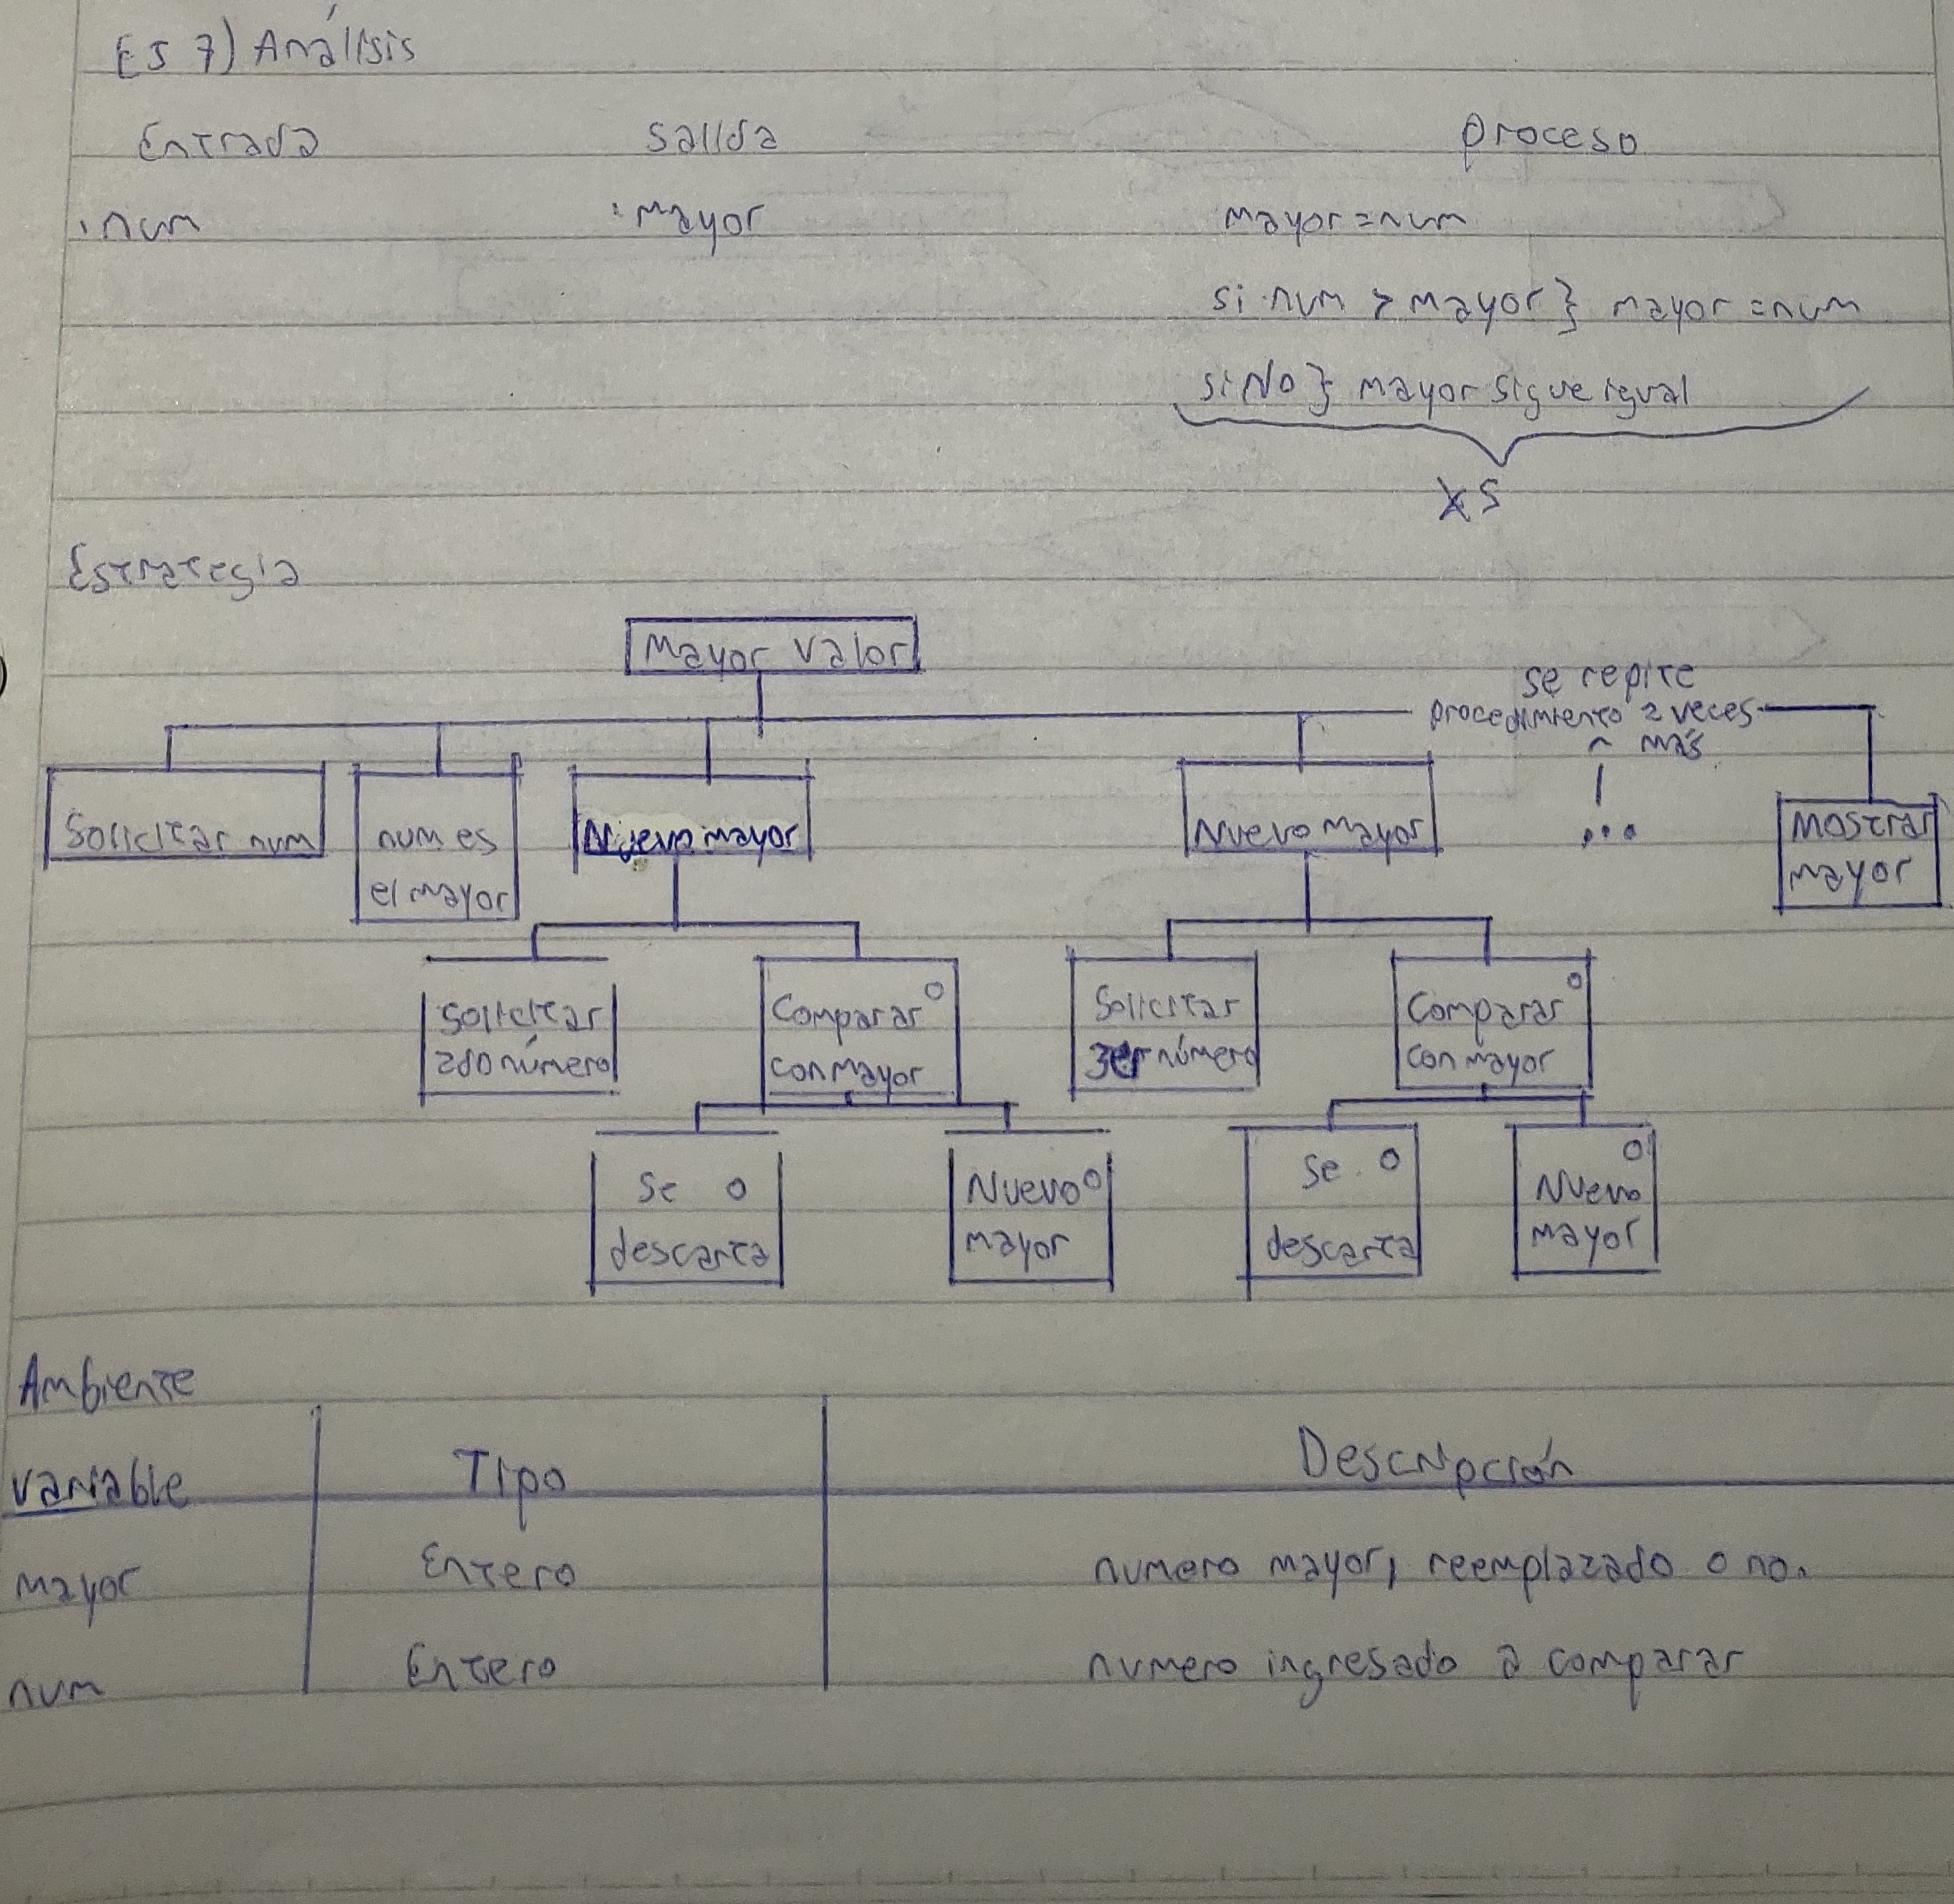 Ej 7) Análisis
Entrada Salida Proceso
· num · mayor mayor = num
si num > mayor } mayor = num
siNo } mayor sigue igual
x5
Estrategia
Mayor Valor
se repite
procedimiento 2 veces
más
Solicitar num
num es
el mayor
Nuevo mayor
Nuevo mayor
...
Mostrar
mayor
Solicitar
2do número
Comparar
con mayor
Solicitar
3er número
Comparar
con mayor
Se
descarta
Nuevo
mayor
Se
descarta
Nuevo
mayor
Ambiente
Variable Tipo Descripción
mayor Entero numero mayor, reemplazado o no.
num Entero numero ingresado a comparar